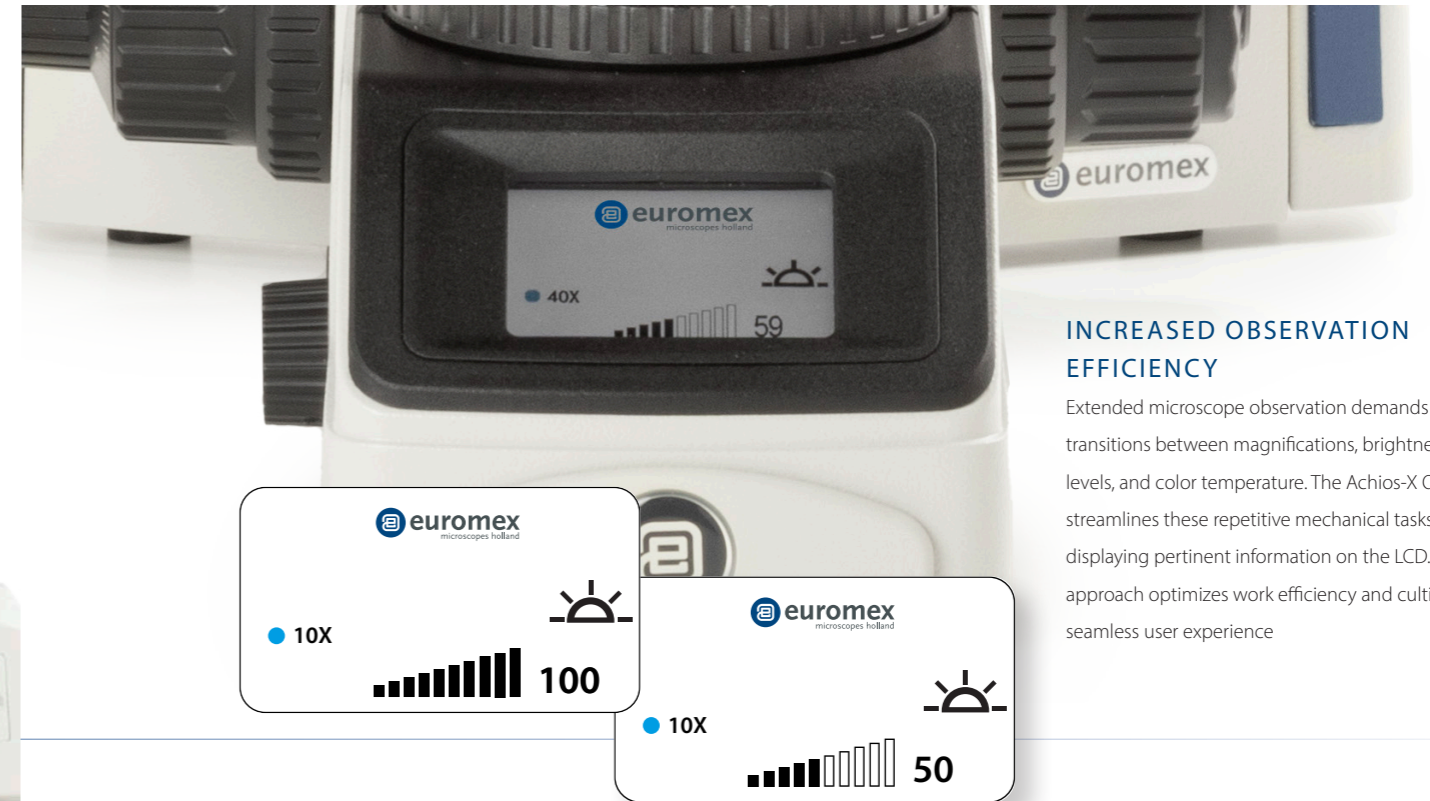 euromex
microscopes holland
40X
59
euromex
INCREASED OBSERVATION
EFFICIENCY
Extended microscope observation demands
transitions between magnifications,
levels, and color temperature. The Achios-X
streamlines these repetitive mechanical tasks
displaying pertinent information on the LCD.
approach optimizes work efficiency and
seamless user experience
euromex
microscopes holland
10X
100
euromex
microscopes holland
10X
50